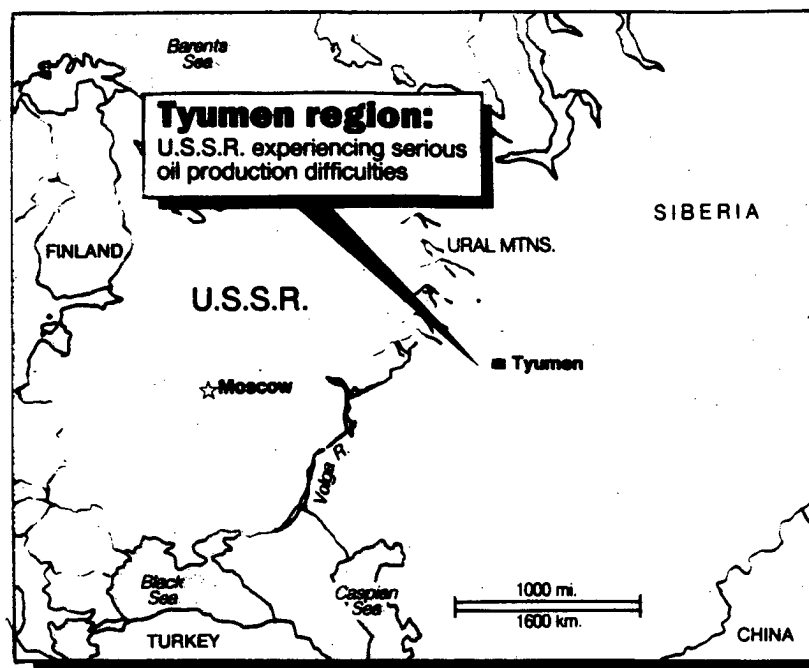 Barents
Sea
Tyumen region:
U.S.S.R. experiencing serious
oil production difficulties
SIBERIA
FINLAND
URAL MTNS.
U.S.S.R.
Tyumen
Moscow
Volga R.
Black
Sea
Caspian
Sea
1000 mi.
1600 km.
TURKEY
CHINA